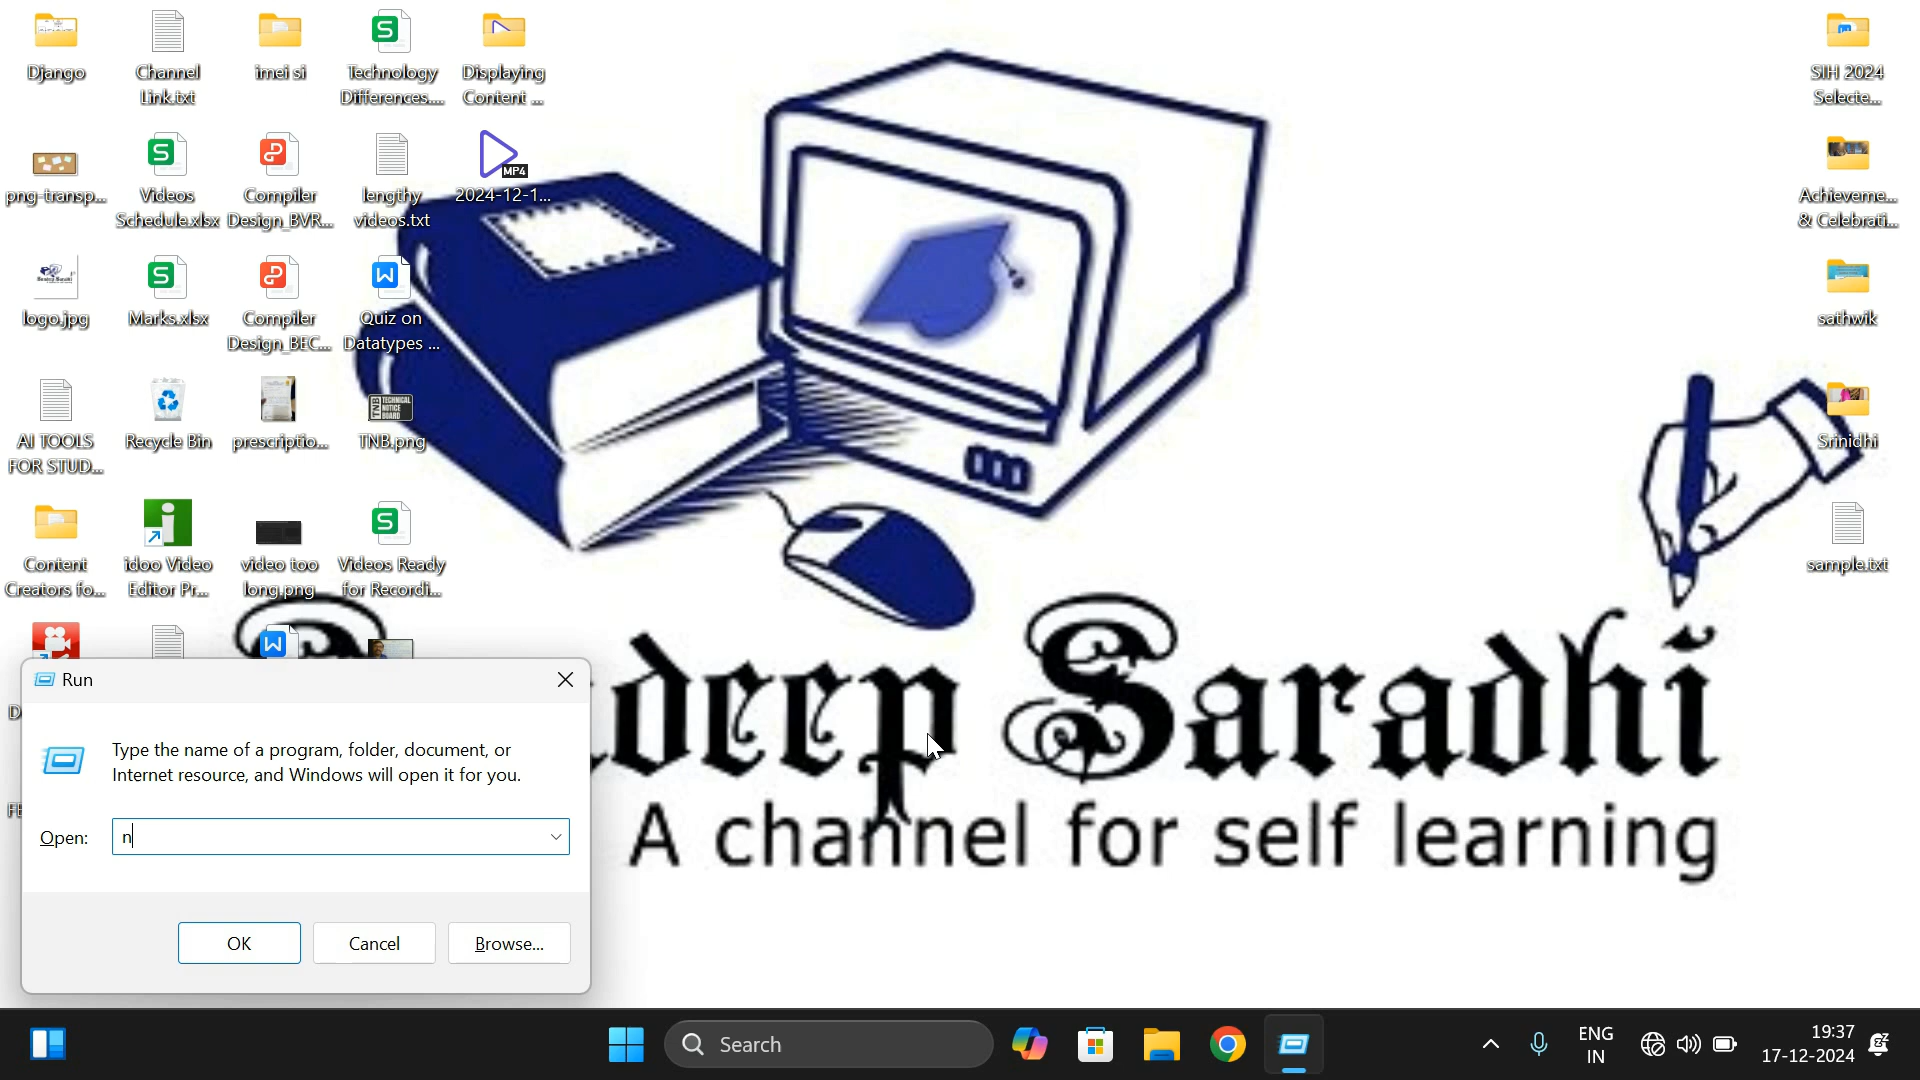 Django
Channel
Link.txt
imei si
Technology
Differences....
Displaying
Content ...
SIH 2024
Selecte...
png-transp...
Videos
Schedule.xlsx
Compiler
Design_BVR...
lengthy
videos.txt
MP4
2024-12-1...
Achieveme...
& Celebrati...
logo.jpg
Marks.xlsx
Compiler
Design_BEC...
Quiz on
Datatypes ...
sathwik
AI TOOLS
FOR STUD...
Recycle Bin
prescriptio...
TNB TECHNICAL
NOTICE
BOARD
TNB.png
Srinidhi
Content
Creators fo...
idoo Video
Editor Pr...
video too
long.png
Videos Ready
for Recordi...
sample.txt
deep Saradhi
A channel for self learning
Run
Type the name of a program, folder, document, or
Internet resource, and Windows will open it for you.
Open: n
OK Cancel Browse...
Search
ENG
IN
19:37
17-12-2024